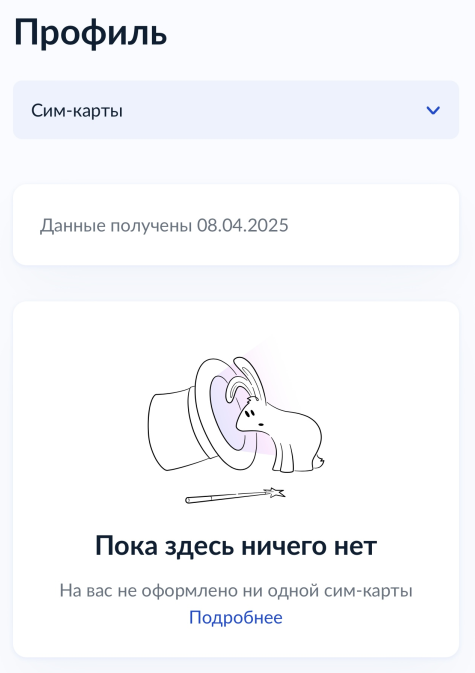 Профиль
Сим-карты
Данные получены 08.04.2025
Пока здесь ничего нет
На вас не оформлено ни одной сим-карты
Подробнее